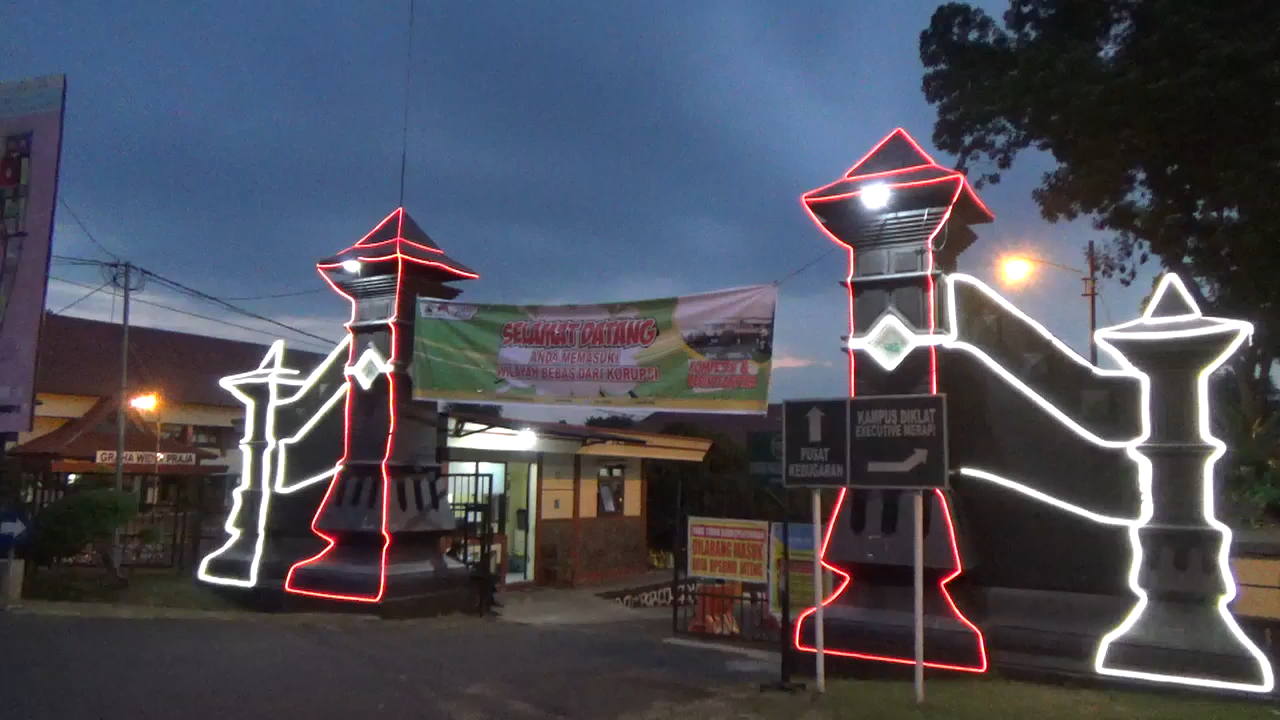 SELAMAT DATANG
ANDA MEMASUKI
WILAYAH BEBAS DARI KORUPSI
GRAHA WIDYA PRAJA
PUSAT
KEBUGARAN
KAMPUS DIKLAT
EXECUTIVE MERAPI
DILARANG MASUK